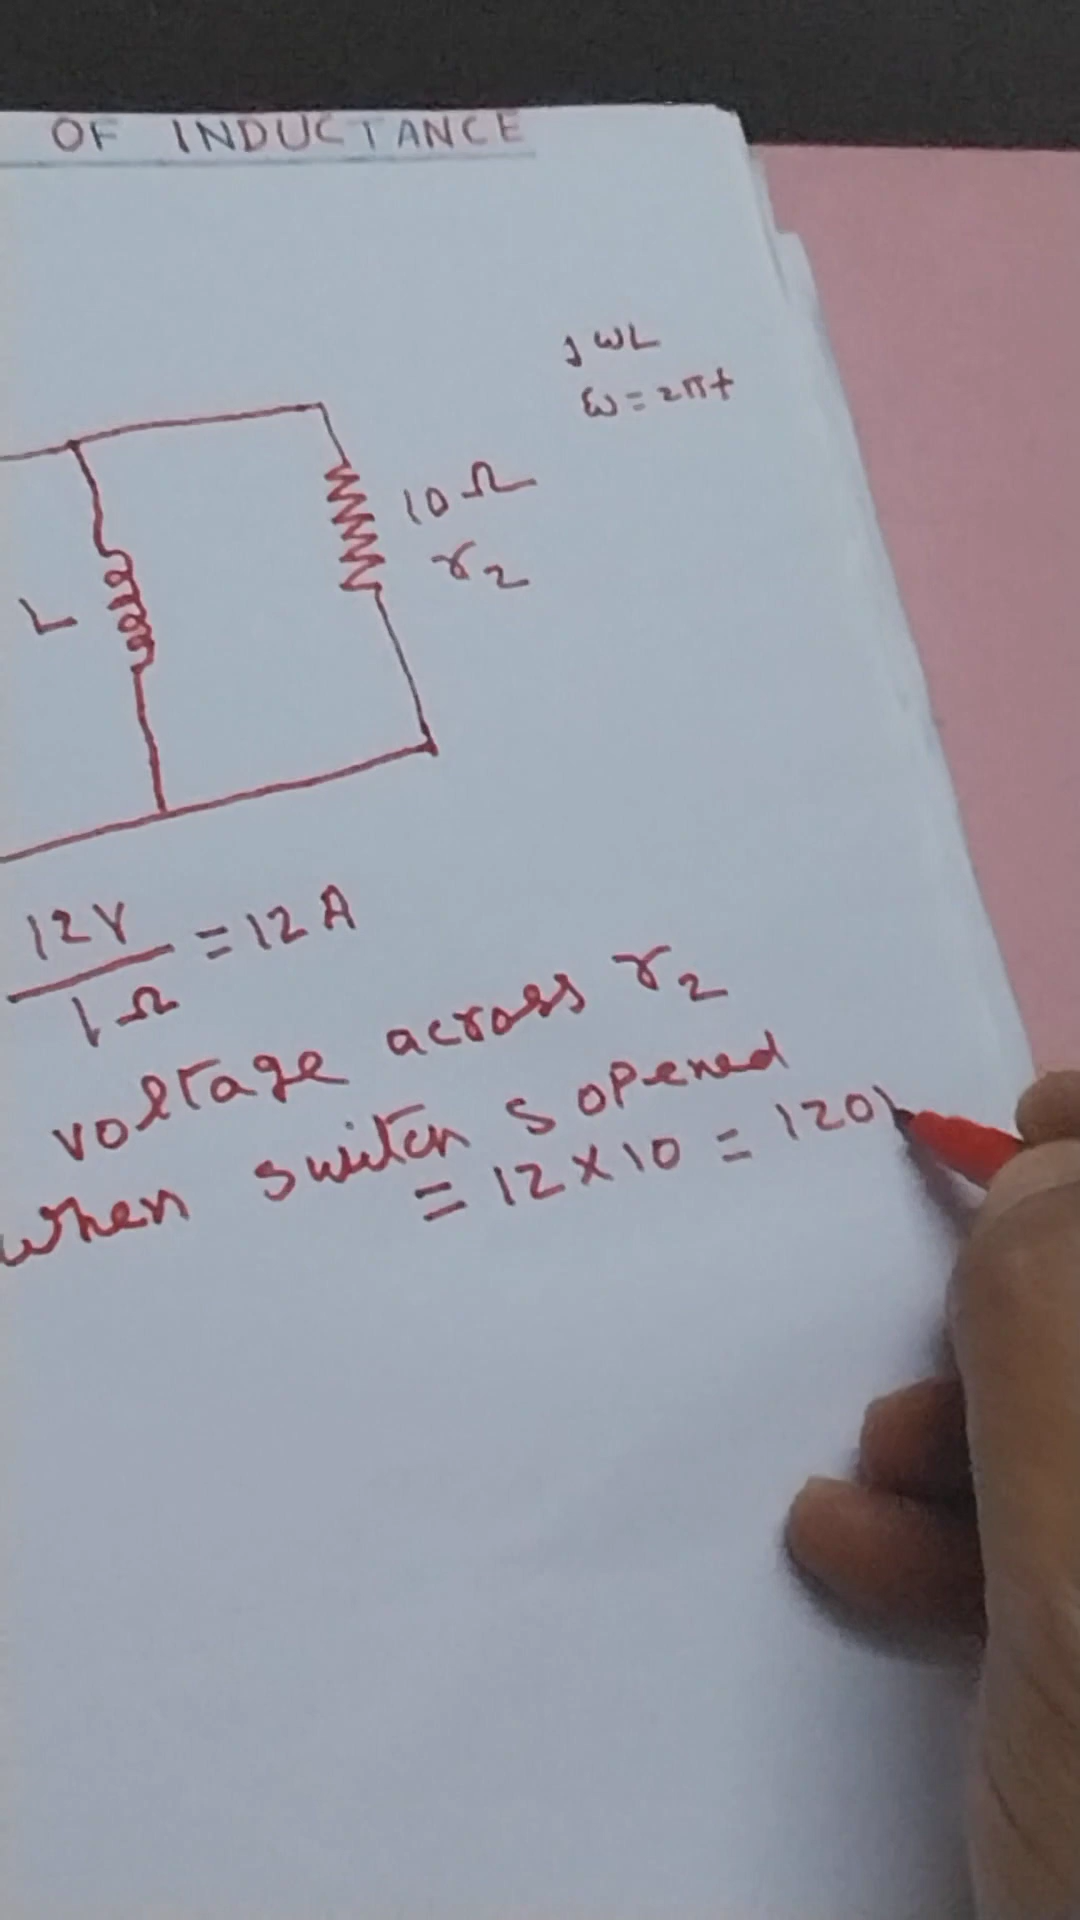 OF INDUCTANCE
jωL
ω = 2πf
10Ω
r2
L
12V
1Ω
= 12A
voltage across r2
when switch S opened
= 12 × 10 = 120